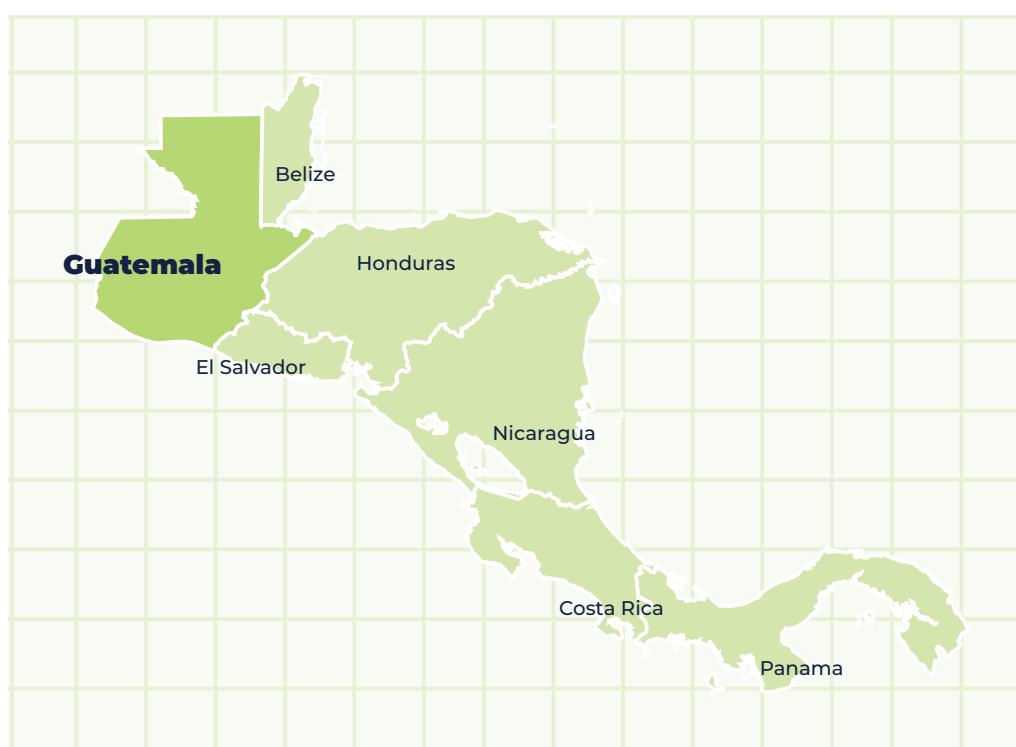 Belize
Guatemala
Honduras
El Salvador
Nicaragua
Costa Rica
Panama